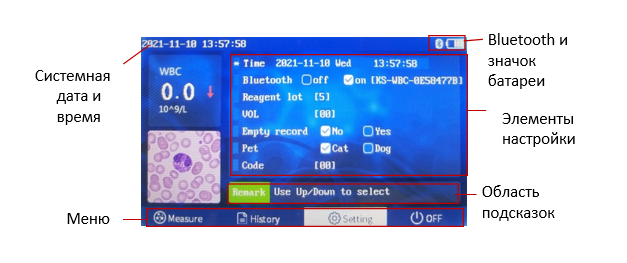 2021-11-10 13:57:58
WBC
0.0
10^9/L
Time 2021-11-10 Wed 13:57:58
Bluetooth off on [KS-WBC-0E58477B]
Reagent lot [5]
VOL [00]
Empty record No Yes
Pet Cat Dog
Code [00]
Remark Use Up/Down to select
Measure History Setting OFF
Системная
дата и
время
Меню
Bluetooth и
значок
батареи
Элементы
настройки
Область
подсказок